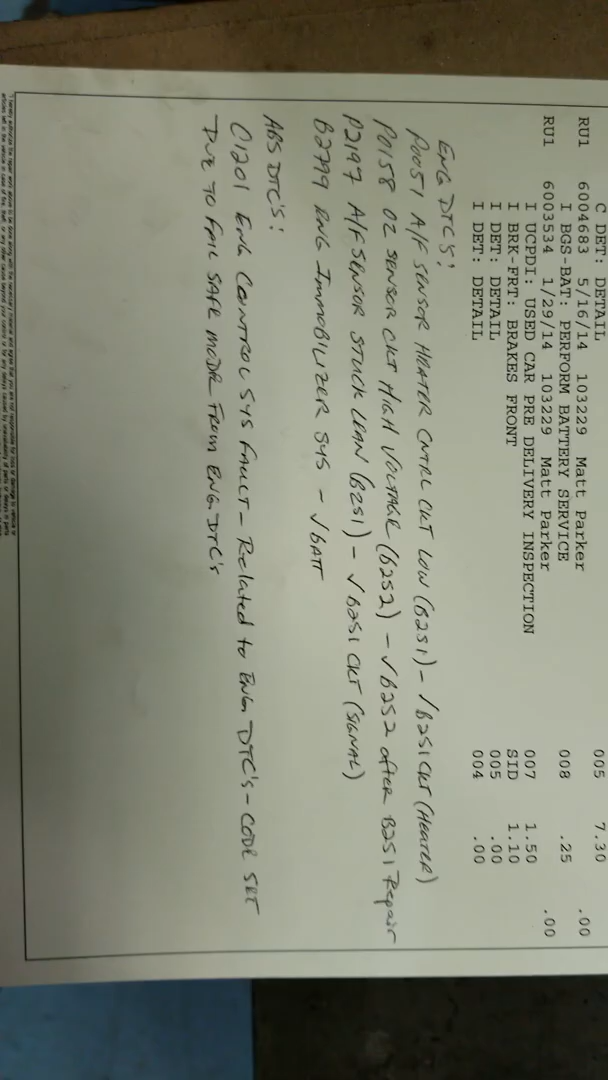 C DET: DETAIL 005 7.30
RU1 6004683 5/16/14 103229 Matt Parker .00
I BGS-BAT: PERFORM BATTERY SERVICE 008 .25
RU1 6003534 1/29/14 103229 Matt Parker .00
I UCPDI: USED CAR PRE DELIVERY INSPECTION 007 1.50
I BRK-FRT: BRAKES FRONT SID 1.10
I DET: DETAIL 005 .00
I DET: DETAIL 004 .00
ENG DTC'S:
P0051 A/F SENSOR HEATER CNTRL CKT LOW (B2S1) - √ B2S1 CKT (HEATER)
P0158 O2 SENSOR CKT HIGH VOLTAGE (B2S2) - √ B2S2 after B2S1 Repair
P2197 A/F SENSOR STUCK LEAN (B2S1) - √ B2S1 CKT (SIGNAL)
B2799 ENG IMMOBILIZER SYS - √ BATT
ABS DTC'S:
C1201 ENG CONTROL SYS FAULT - Related to ENG. DTC'S - CODE SET
DUE TO FAIL SAFE MODE FROM ENG. DTC's